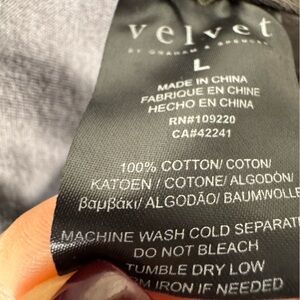 velvet
BY GRAHAM & SPENCER
L
MADE IN CHINA
FABRIQUE EN CHINE
HECHO EN CHINA
RN#109220
CA#42241
100% COTTON/ COTON/
KATOEN / COTONE/ ALGODÓN/
βαμβάκι/ ALGODÃO/ BAUMWOLLE
MACHINE WASH COLD SEPARAT
DO NOT BLEACH
TUMBLE DRY LOW
IRON IF NEEDED